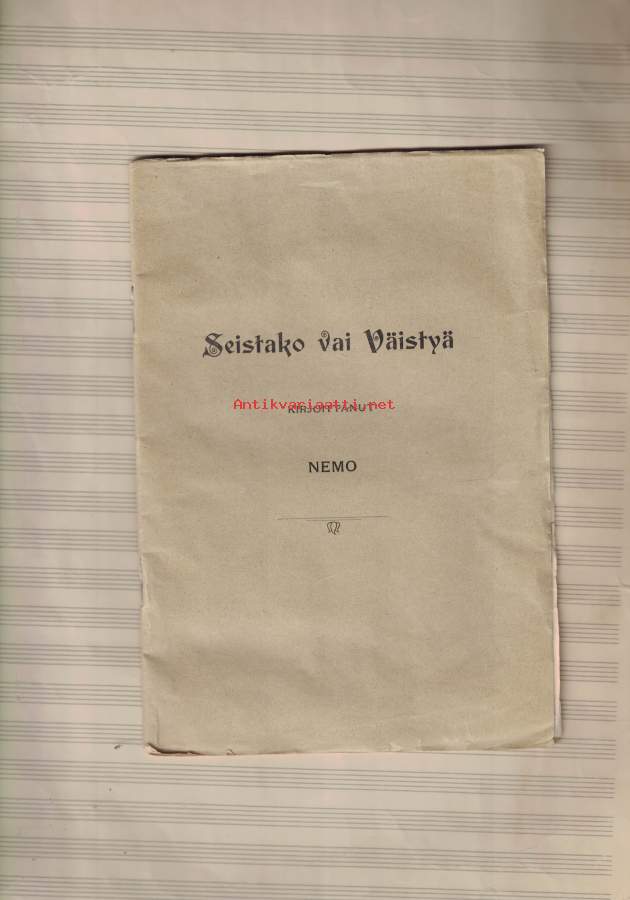 Seistako vai Väistyä
Antikvariaatti.net
KIRJOITTANUT
NEMO